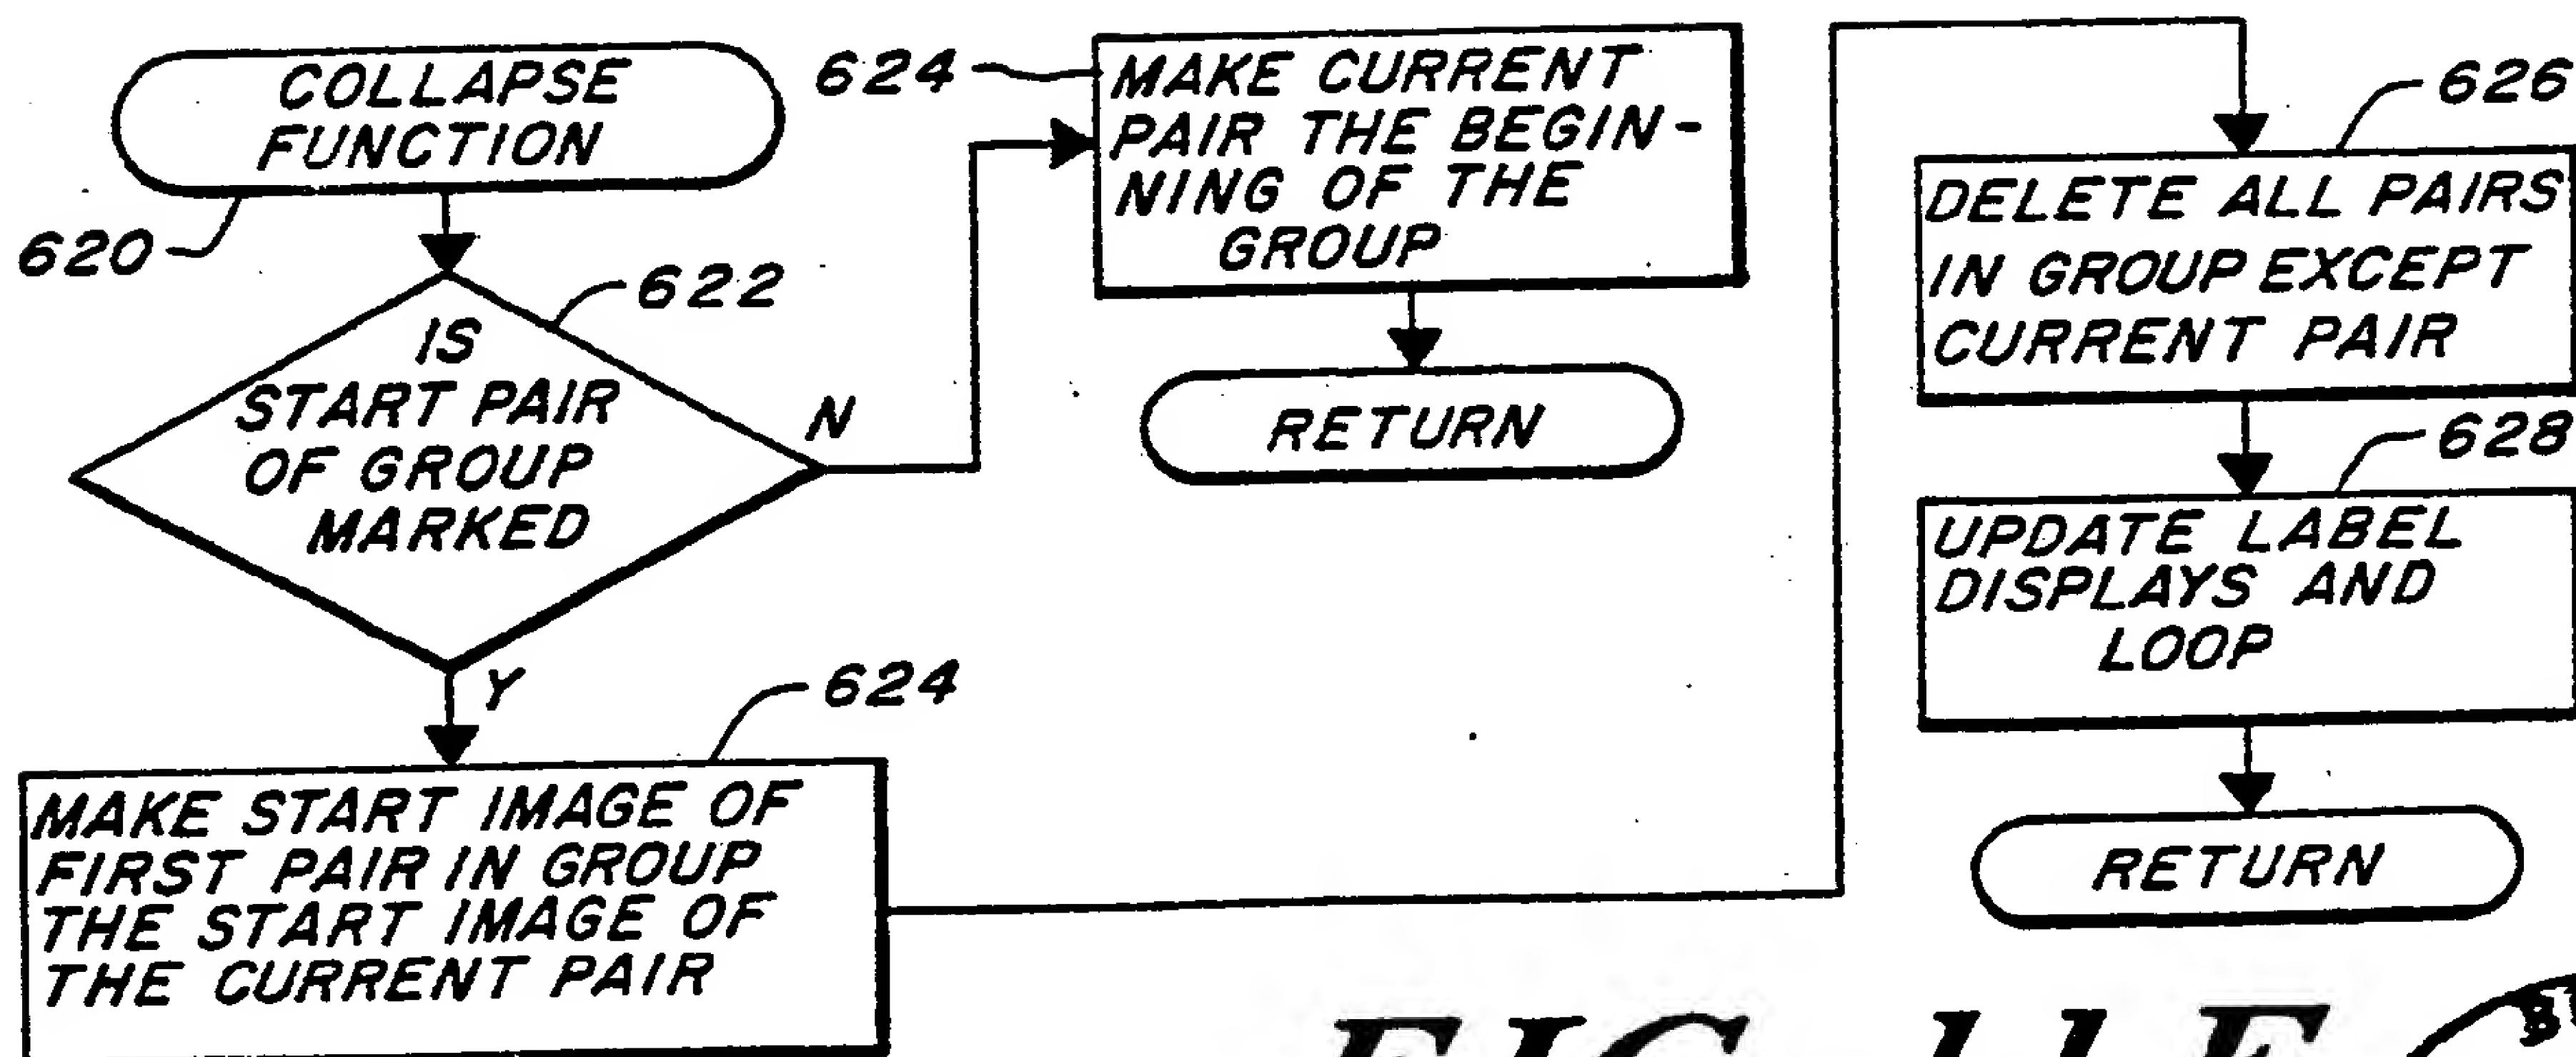 COLLAPSE
FUNCTION
620
622
IS
START PAIR
OF GROUP
MARKED
N
Y
624
MAKE CURRENT
PAIR THE BEGIN-
NING OF THE
GROUP
RETURN
624
MAKE START IMAGE OF
FIRST PAIR IN GROUP
THE START IMAGE OF
THE CURRENT PAIR
626
DELETE ALL PAIRS
IN GROUP EXCEPT
CURRENT PAIR
628
UPDATE LABEL
DISPLAYS AND
LOOP
RETURN